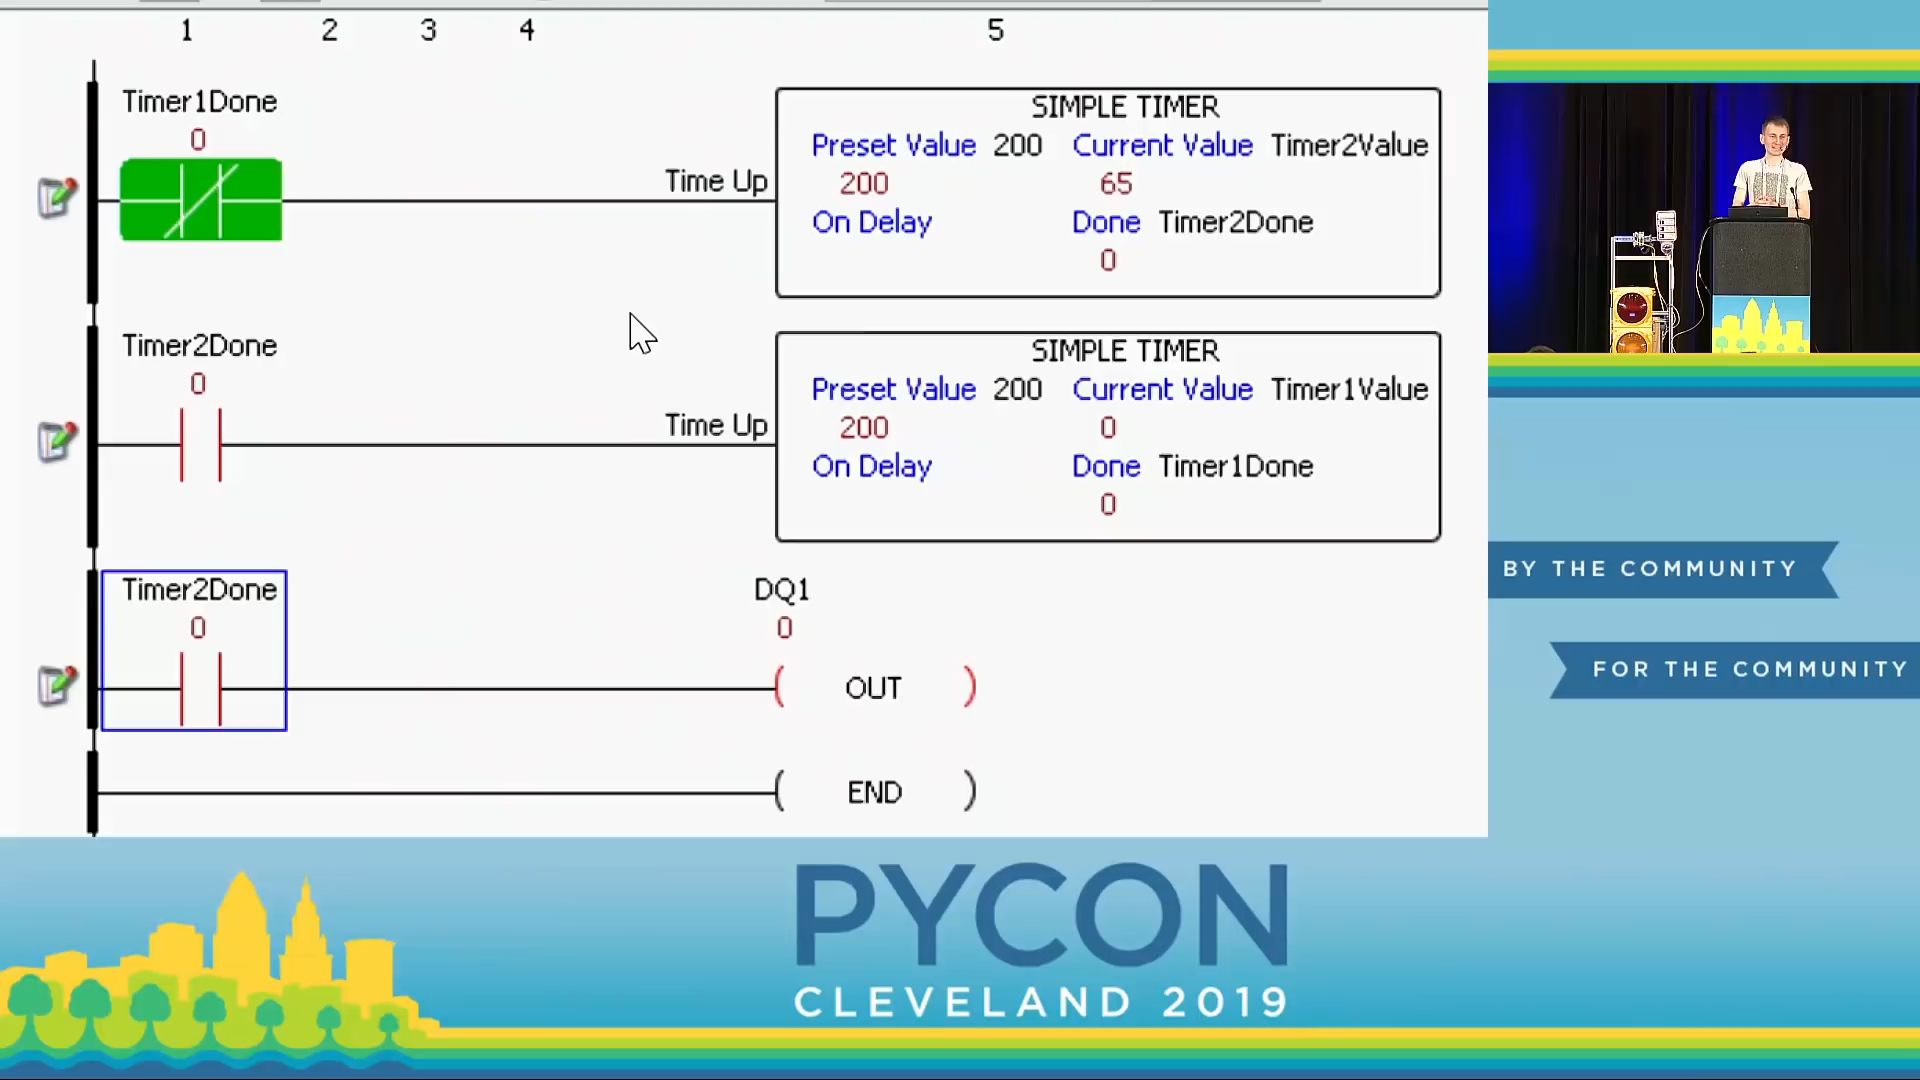 1 2 3 4 5
Timer1Done
0
Time Up
SIMPLE TIMER
Preset Value 200 Current Value Timer2Value
200 65
On Delay Done Timer2Done
0
Timer2Done
0
Time Up
SIMPLE TIMER
Preset Value 200 Current Value Timer1Value
200 0
On Delay Done Timer1Done
0
Timer2Done
0
DQ1
0
( OUT )
( END )
BY THE COMMUNITY
FOR THE COMMUNITY
PYCON
CLEVELAND 2019